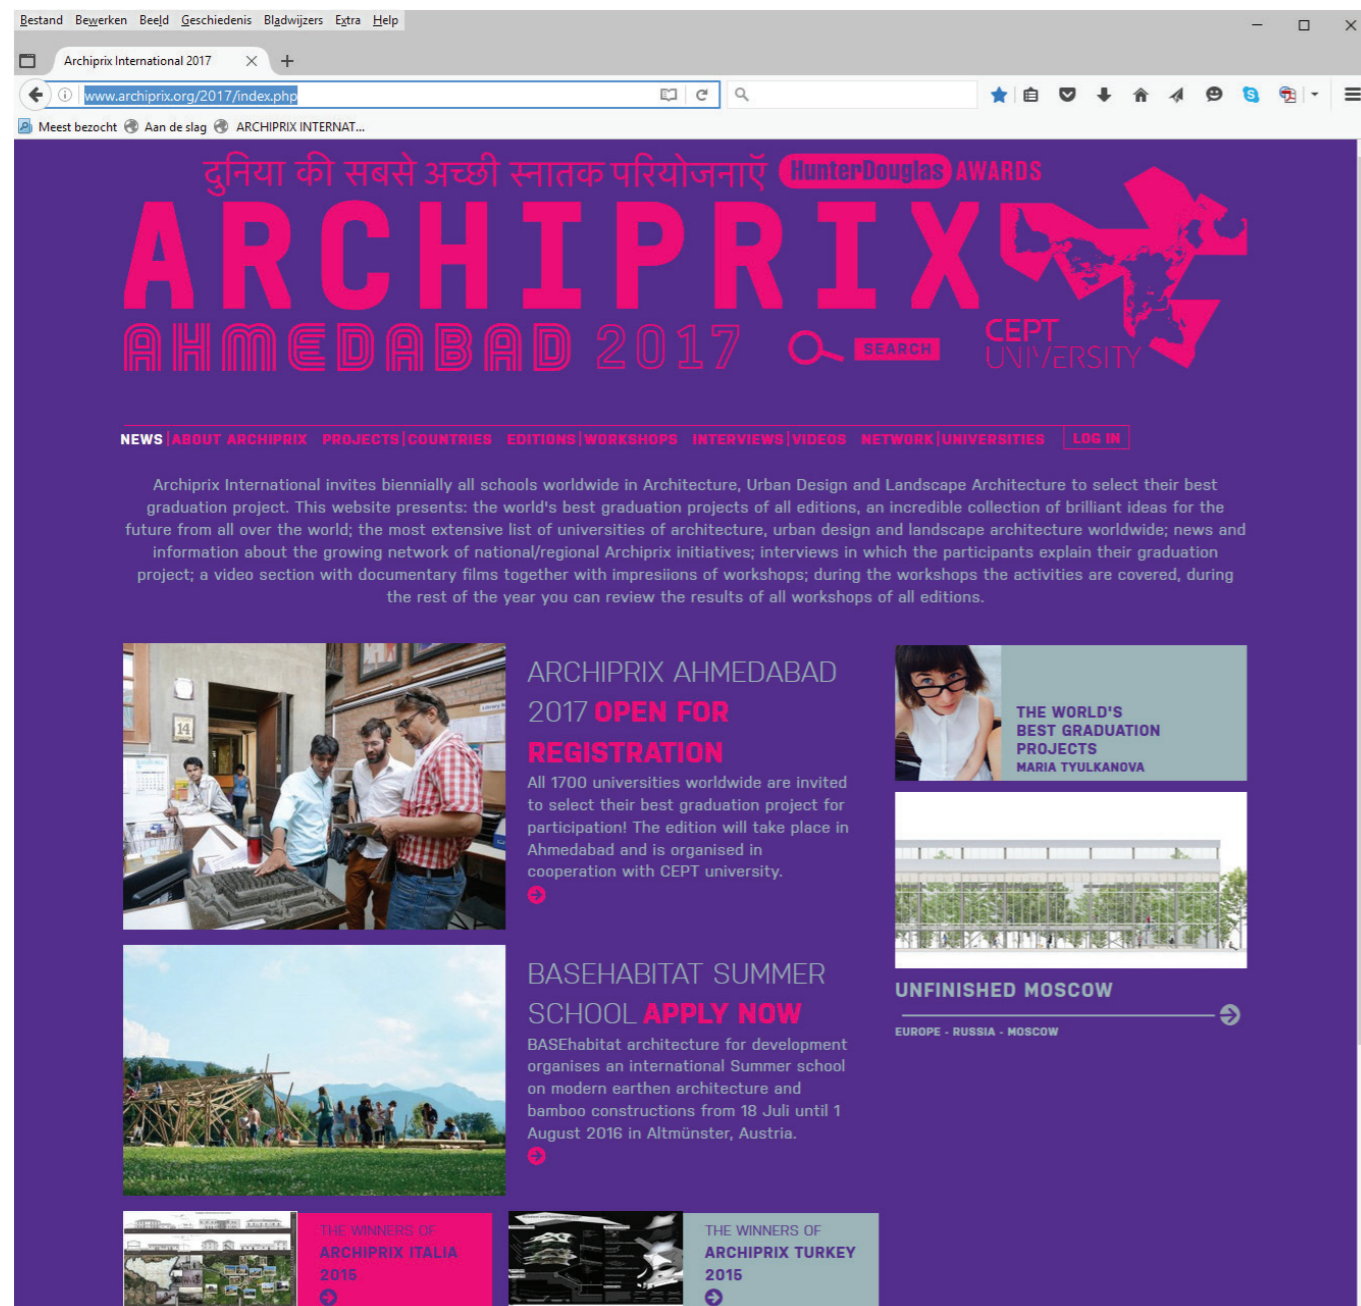 Bestand Bewerken Beeld Geschiedenis Bladwijzers Extra Help
Archiprix International 2017
www.archiprix.org/2017/index.php
Meest bezocht Aan de slag ARCHIPRIX INTERNAT...
दुनिया की सबसे अच्छी स्नातक परियोजनाएँ HunterDouglas AWARDS
ARCHIPRIX
AHMEDABAD 2017 SEARCH
CEPT
UNIVERSITY
NEWS|ABOUT ARCHIPRIX PROJECTS|COUNTRIES EDITIONS|WORKSHOPS INTERVIEWS|VIDEOS NETWORK|UNIVERSITIES LOG IN
Archiprix International invites biennially all schools worldwide in Architecture, Urban Design and Landscape Architecture to select their best
graduation project. This website presents: the world's best graduation projects of all editions, an incredible collection of brilliant ideas for the
future from all over the world; the most extensive list of universities of architecture, urban design and landscape architecture worldwide; news and
information about the growing network of national/regional Archiprix initiatives; interviews in which the participants explain their graduation
project; a video section with documentary films together with impresiions of workshops; during the workshops the activities are covered, during
the rest of the year you can review the results of all workshops of all editions.
14
ARCHIPRIX AHMEDABAD
2017 OPEN FOR
REGISTRATION
All 1700 universities worldwide are invited
to select their best graduation project for
participation! The edition will take place in
Ahmedabad and is organised in
cooperation with CEPT university.
BASEHABITAT SUMMER
SCHOOL APPLY NOW
BASEhabitat architecture for development
organises an international Summer school
on modern earthen architecture and
bamboo constructions from 18 Juli until 1
August 2016 in Altmünster, Austria.
THE WORLD'S
BEST GRADUATION
PROJECTS
MARIA TYULKANOVA
UNFINISHED MOSCOW
EUROPE - RUSSIA - MOSCOW
THE WINNERS OF
ARCHIPRIX ITALIA
2015
THE WINNERS OF
ARCHIPRIX TURKEY
2015